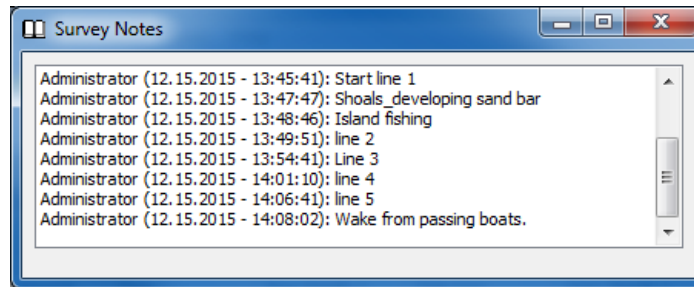 Survey Notes
Administrator (12.15.2015 - 13:45:41): Start line 1
Administrator (12.15.2015 - 13:47:47): Shoals_developing sand bar
Administrator (12.15.2015 - 13:48:46): Island fishing
Administrator (12.15.2015 - 13:49:51): line 2
Administrator (12.15.2015 - 13:54:41): Line 3
Administrator (12.15.2015 - 14:01:10): line 4
Administrator (12.15.2015 - 14:06:41): line 5
Administrator (12.15.2015 - 14:08:02): Wake from passing boats.